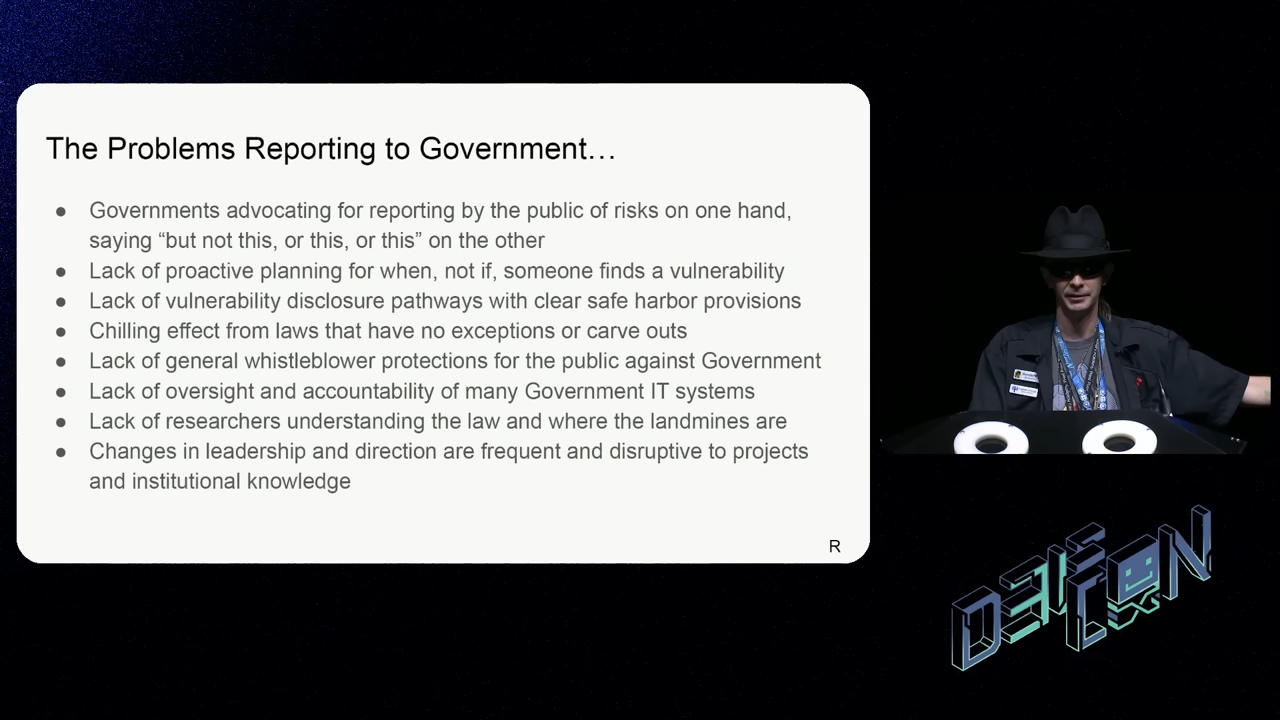 The Problems Reporting to Government…
● Governments advocating for reporting by the public of risks on one hand,
saying “but not this, or this, or this” on the other
● Lack of proactive planning for when, not if, someone finds a vulnerability
● Lack of vulnerability disclosure pathways with clear safe harbor provisions
● Chilling effect from laws that have no exceptions or carve outs
● Lack of general whistleblower protections for the public against Government
● Lack of oversight and accountability of many Government IT systems
● Lack of researchers understanding the law and where the landmines are
● Changes in leadership and direction are frequent and disruptive to projects
and institutional knowledge
R
DEF
CON